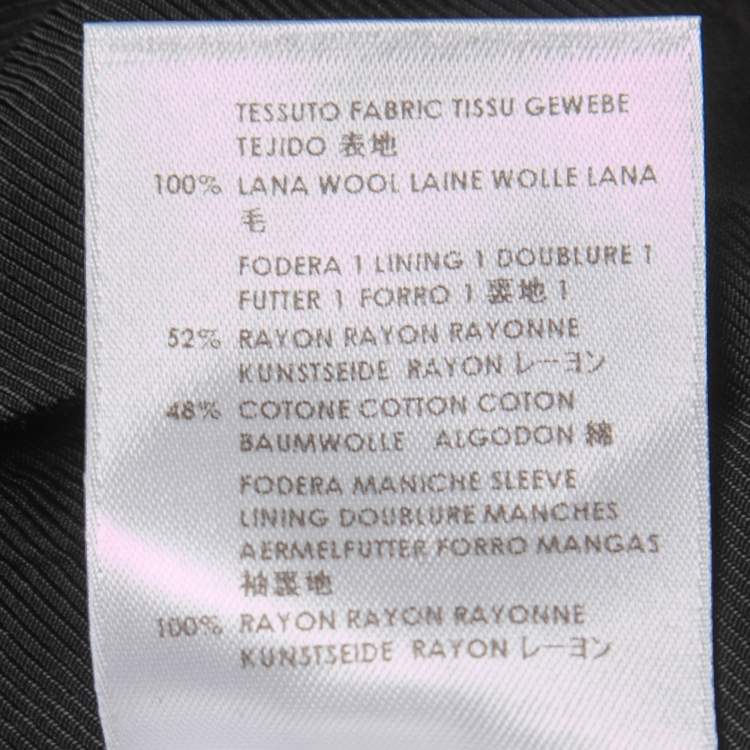 TESSUTO FABRIC TISSU GEWEBE
TEJIDO 表地
100% LANA WOOL LAINE WOLLE LANA
毛
FODERA 1 LINING 1 DOUBLURE 1
FUTTER 1 FORRO 1 裏地 1
52% RAYON RAYON RAYONNE
KUNSTSEIDE RAYON レーヨン
48% COTONE COTTON COTON
BAUMWOLLE ALGODON 綿
FODERA MANICHE SLEEVE
LINING DOUBLURE MANCHES
AERMELFUTTER FORRO MANGAS
袖裏地
100% RAYON RAYON RAYONNE
KUNSTSEIDE RAYON レーヨン